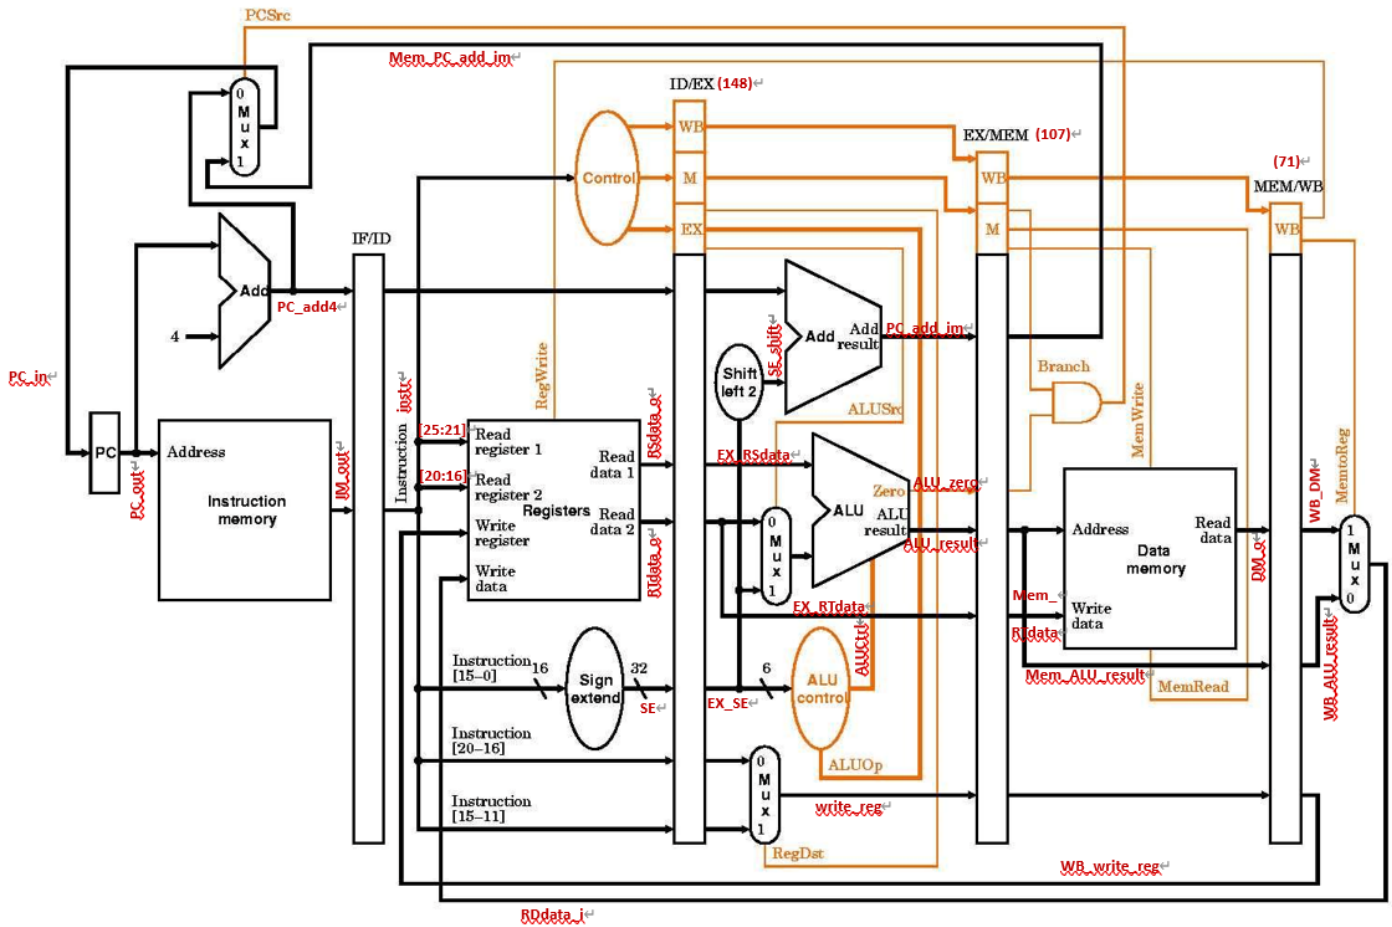 PCSrc
Mem_PC_add_im
ID/EX (148)
0
M
u
x
1
WB
EX/MEM (107)
(71)
MEM/WB
Control
M
WB
EX
M
WB
IF/ID
Add
PC_add4
4
SE_shift
Add
Add
result
PC_add_im
Shift
left 2
Branch
PC_in
RegWrite
ALUSrc
MemWrite
MemtoReg
instr
Instruction
[25:21]
Read
register 1
[20:16]
Read
register 2
Registers
Write
register
Write
data
Read
data 1
Read
data 2
RSdata_o
RTdata_o
PC
PC_out
Address
Instruction
memory
IM_out
EX_RSdata
Zero
ALU_zero
ALU
ALU
result
ALU_result
0
M
u
x
1
EX_RTdata
ALUCtrl
Address
Read
data
Data
memory
Write
data
Mem_
RTdata
DM_o
WB_DM
1
M
u
x
0
Mem_ALU_result
WB_ALU_result
MemRead
Instruction
[15–0]
16
Sign
extend
32
SE
EX_SE
6
ALU
control
ALUOp
Instruction
[20–16]
Instruction
[15–11]
0
M
u
x
1
write_reg
RegDst
WB_write_reg
RDdata_i